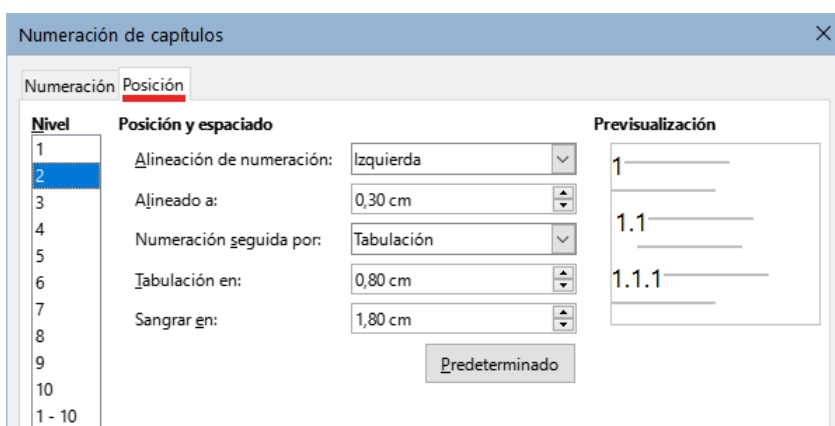 Numeración de capítulos
Numeración Posición
Nivel Posición y espaciado Previsualización
1
2
3
4
5
6
7
8
9
10
1 - 10
Alineación de numeración: Izquierda
Alineado a: 0,30 cm
Numeración seguida por: Tabulación
Tabulación en: 0,80 cm
Sangrar en: 1,80 cm
Predeterminado
1
1.1
1.1.1